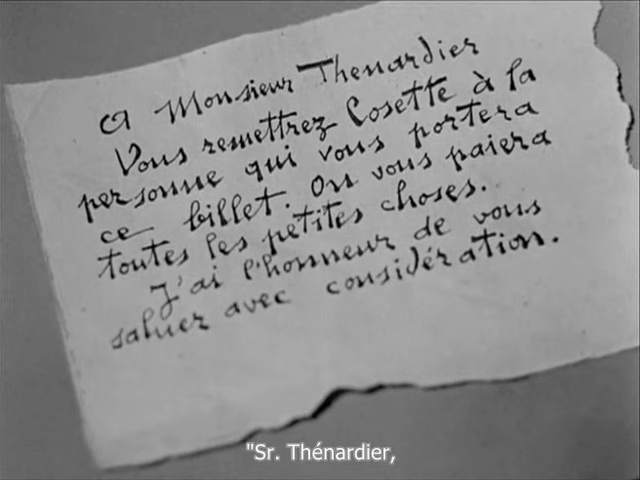 A Monsieur Thenardier
Vous remettrez Cosette à la
personne qui vous portera
ce billet. On vous paiera
toutes les petites choses.
J'ai l'honneur de vous
saluer avec considération.
"Sr. Thénardier,